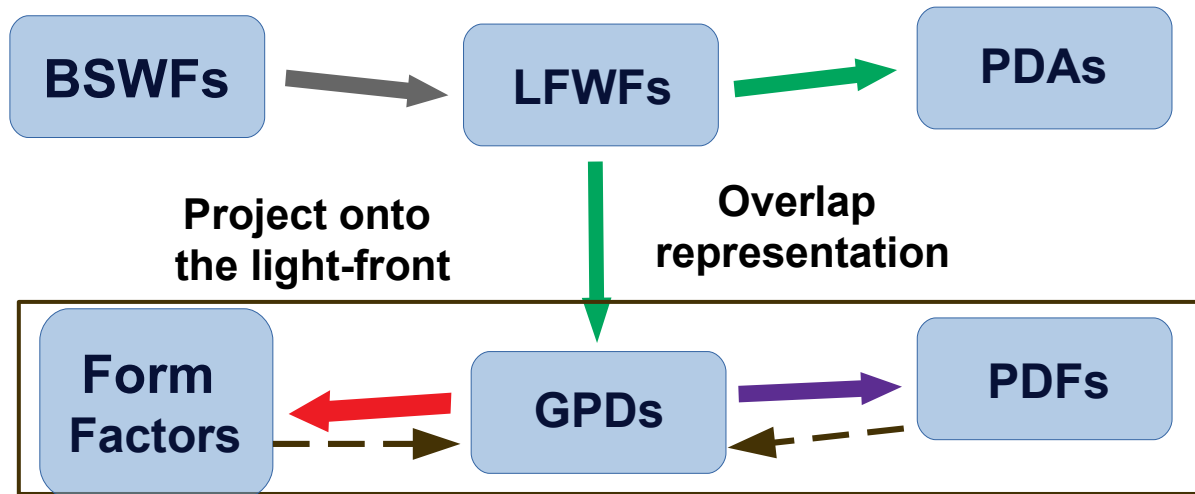 BSWFs
LFWFs
PDAs
Project onto
the light-front
Overlap
representation
Form
Factors
GPDs
PDFs